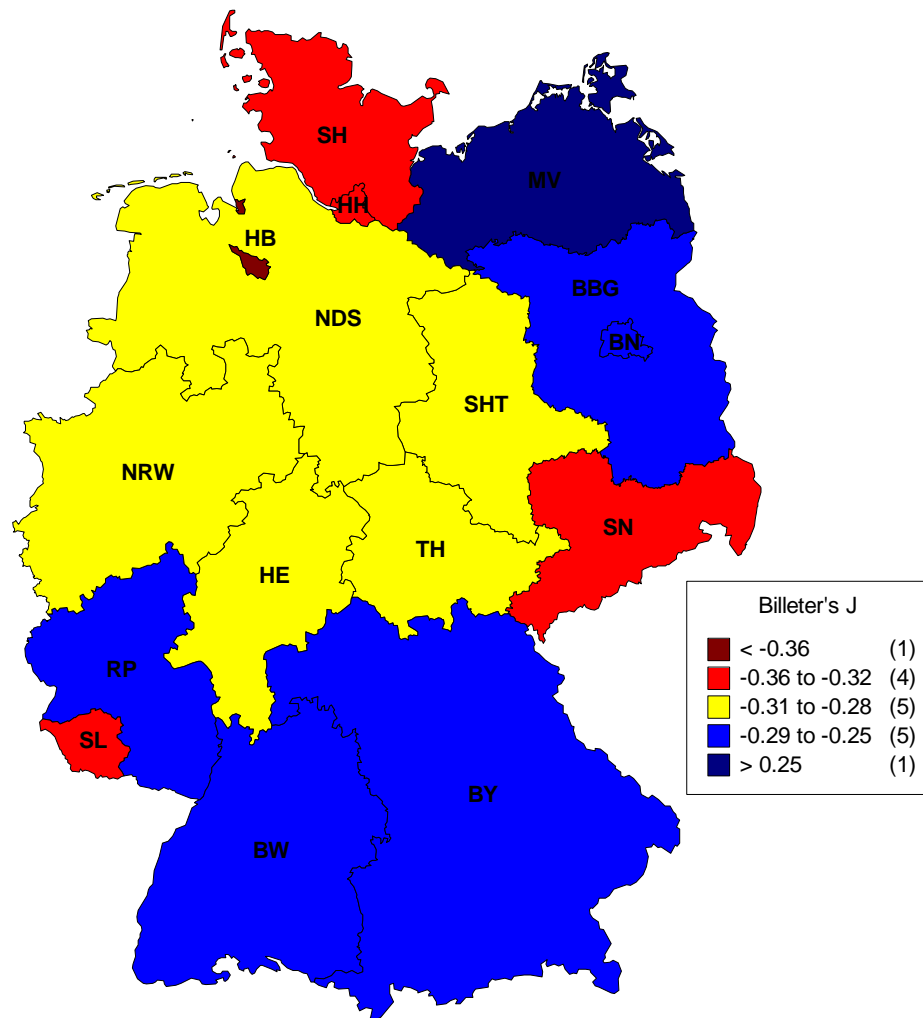 SH
MV
HH
HB
BBG
NDS
BN
SHT
NRW
SN
TH
HE
Billeter's J
< -0.36 (1)
-0.36 to -0.32 (4)
-0.31 to -0.28 (5)
-0.29 to -0.25 (5)
> 0.25 (1)
RP
SL
BY
BW